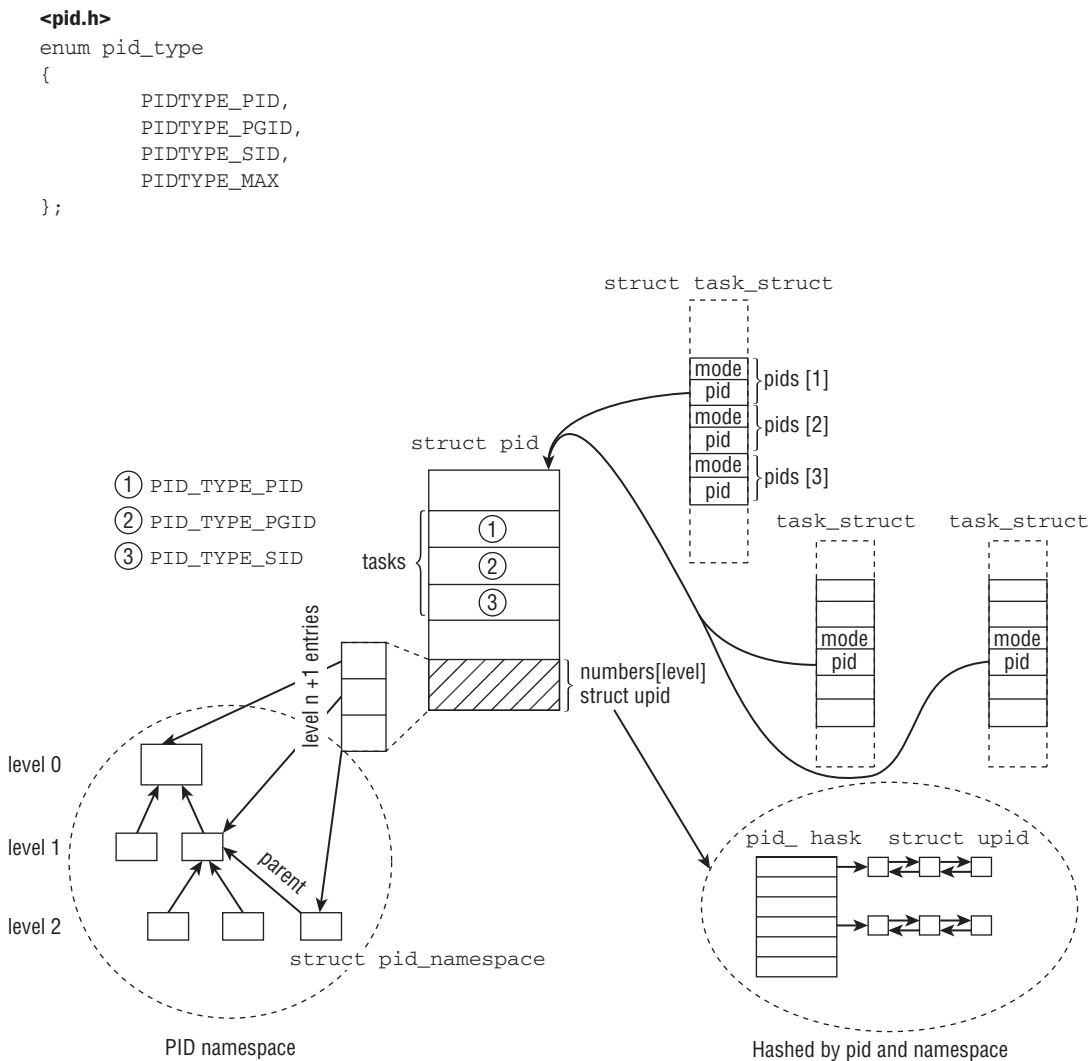 <pid.h>
enum pid_type
{
PIDTYPE_PID,
PIDTYPE_PGID,
PIDTYPE_SID,
PIDTYPE_MAX
};
struct task_struct
mode
pid
pids [1]
mode
pid
pids [2]
mode
pid
pids [3]
struct pid
1 PID_TYPE_PID
2 PID_TYPE_PGID
3 PID_TYPE_SID
tasks
1
2
3
task_struct
task_struct
mode
pid
mode
pid
level n +1 entries
numbers[level]
struct upid
level 0
level 1
level 2
parent
struct pid_namespace
PID namespace
pid_ hask
struct upid
Hashed by pid and namespace